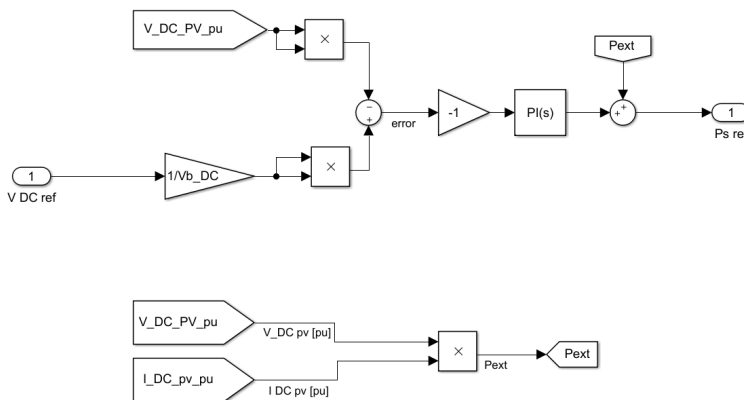 V_DC_PV_pu
×
Pext
−
+
error
-1
PI(s)
+
+
1
Ps re
1
V DC ref
1/Vb_DC
×
V_DC_PV_pu
V_DC pv [pu]
×
Pext
Pext
I_DC_pv_pu
I DC pv [pu]